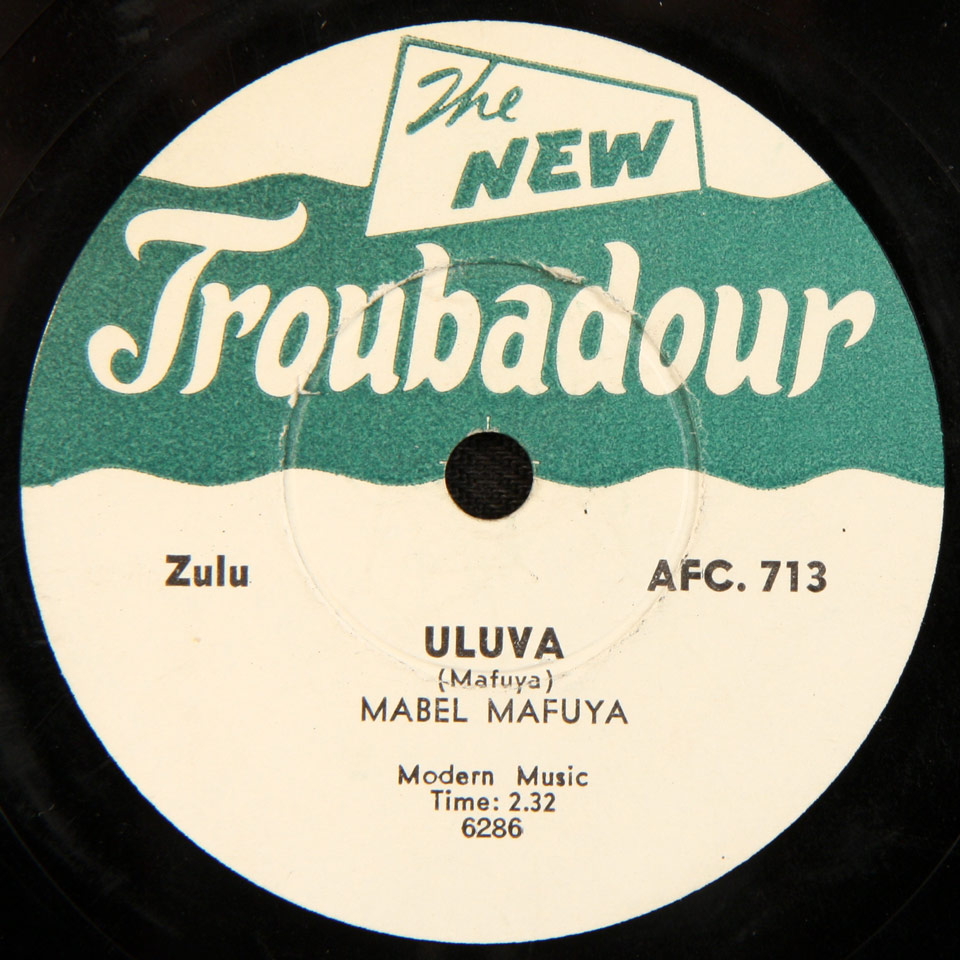 The
NEW
Troubadour
Zulu
AFC. 713
ULUVA
(Mafuya)
MABEL MAFUYA
Modern Music
Time: 2.32
6286